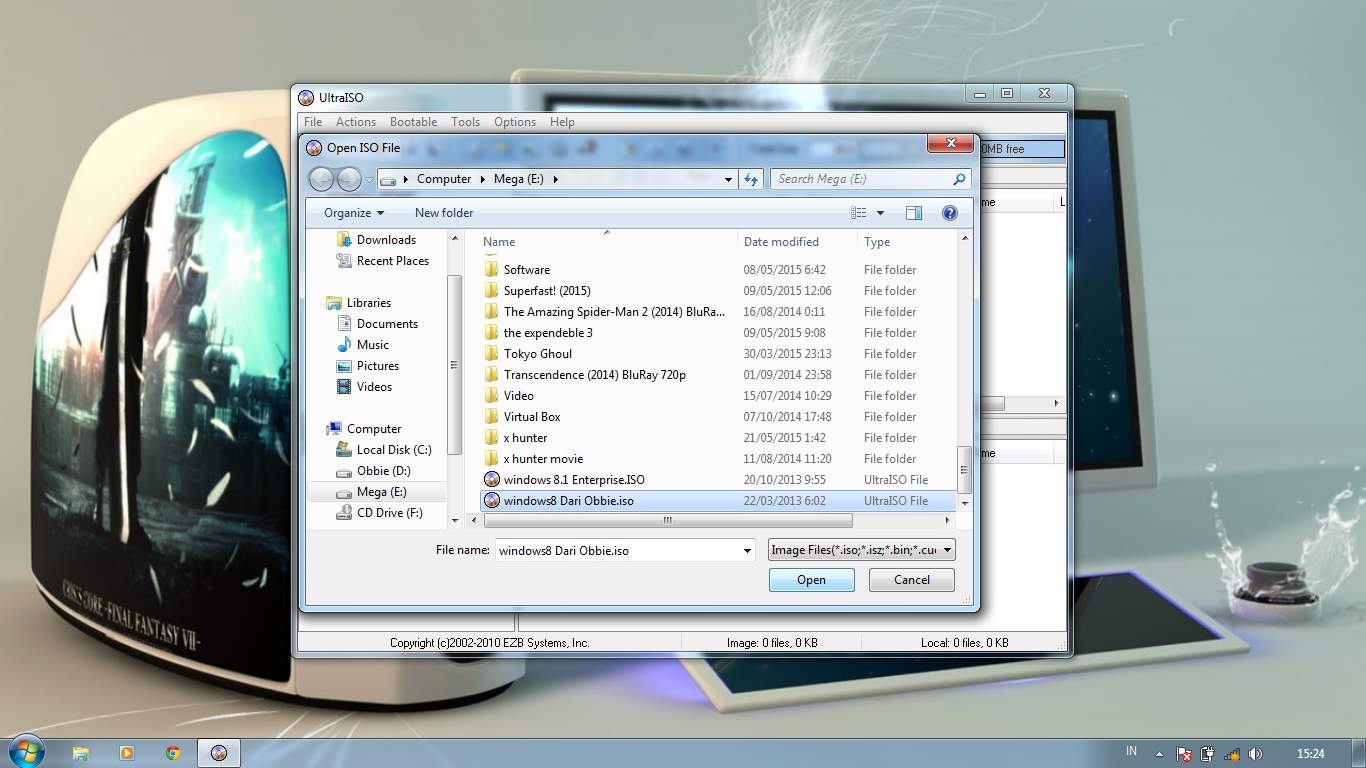 UltraISO
File Actions Bootable Tools Options Help
Open ISO File
0MB free
Computer Mega (E:)
Search Mega (E:)
Organize New folder
Downloads
Recent Places
Libraries
Documents
Music
Pictures
Videos
Computer
Local Disk (C:)
Obbie (D:)
Mega (E:)
CD Drive (F:)
Name Date modified Type
Software 08/05/2015 6:42 File folder
Superfast! (2015) 09/05/2015 12:06 File folder
The Amazing Spider-Man 2 (2014) BluRa... 16/08/2014 0:11 File folder
the expendeble 3 09/05/2015 9:08 File folder
Tokyo Ghoul 30/03/2015 23:13 File folder
Transcendence (2014) BluRay 720p 01/09/2014 23:58 File folder
Video 15/07/2014 10:29 File folder
Virtual Box 07/10/2014 17:48 File folder
x hunter 21/05/2015 1:42 File folder
x hunter movie 11/08/2014 11:20 File folder
windows 8.1 Enterprise.ISO 20/10/2013 9:55 UltraISO File
windows8 Dari Obbie.iso 22/03/2013 6:02 UltraISO File
me L
me
File name: windows8 Dari Obbie.iso
Image Files(*.iso;*.isz;*.bin;*.cu
Open Cancel
Copyright (c)2002-2010 EZB Systems, Inc. Image: 0 files, 0 KB Local: 0 files, 0 KB
CRISIS CORE -FINAL FANTASY VII-
IN
15:24